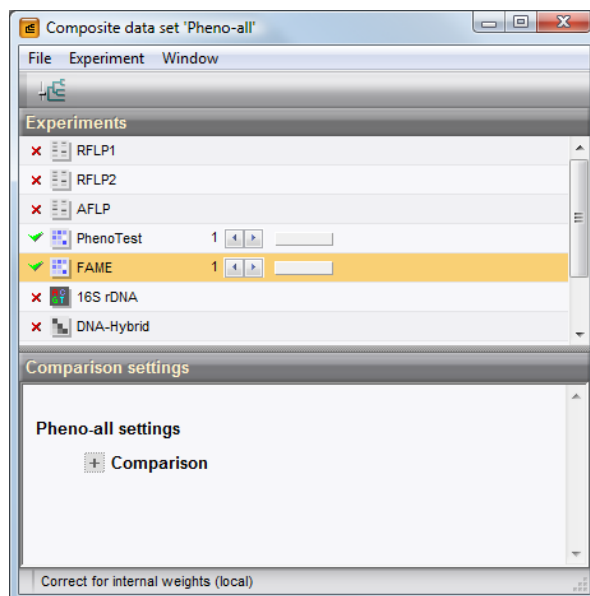 Composite data set 'Pheno-all'
File Experiment Window
Experiments
RFLP1
RFLP2
AFLP
PhenoTest 1
FAME 1
16S rDNA
DNA-Hybrid
Comparison settings
Pheno-all settings
Comparison
Correct for internal weights (local)